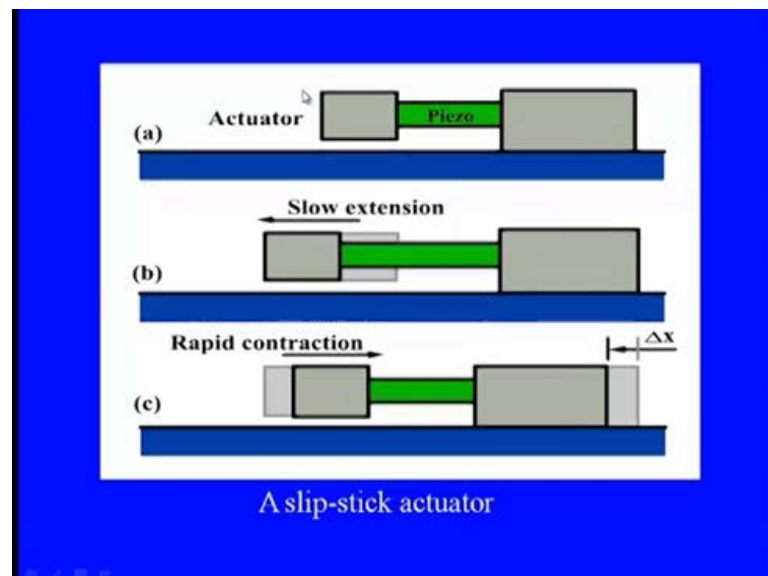 Actuator
Piezo
(a)
Slow extension
(b)
Rapid contraction
Δx
(c)
A slip-stick actuator